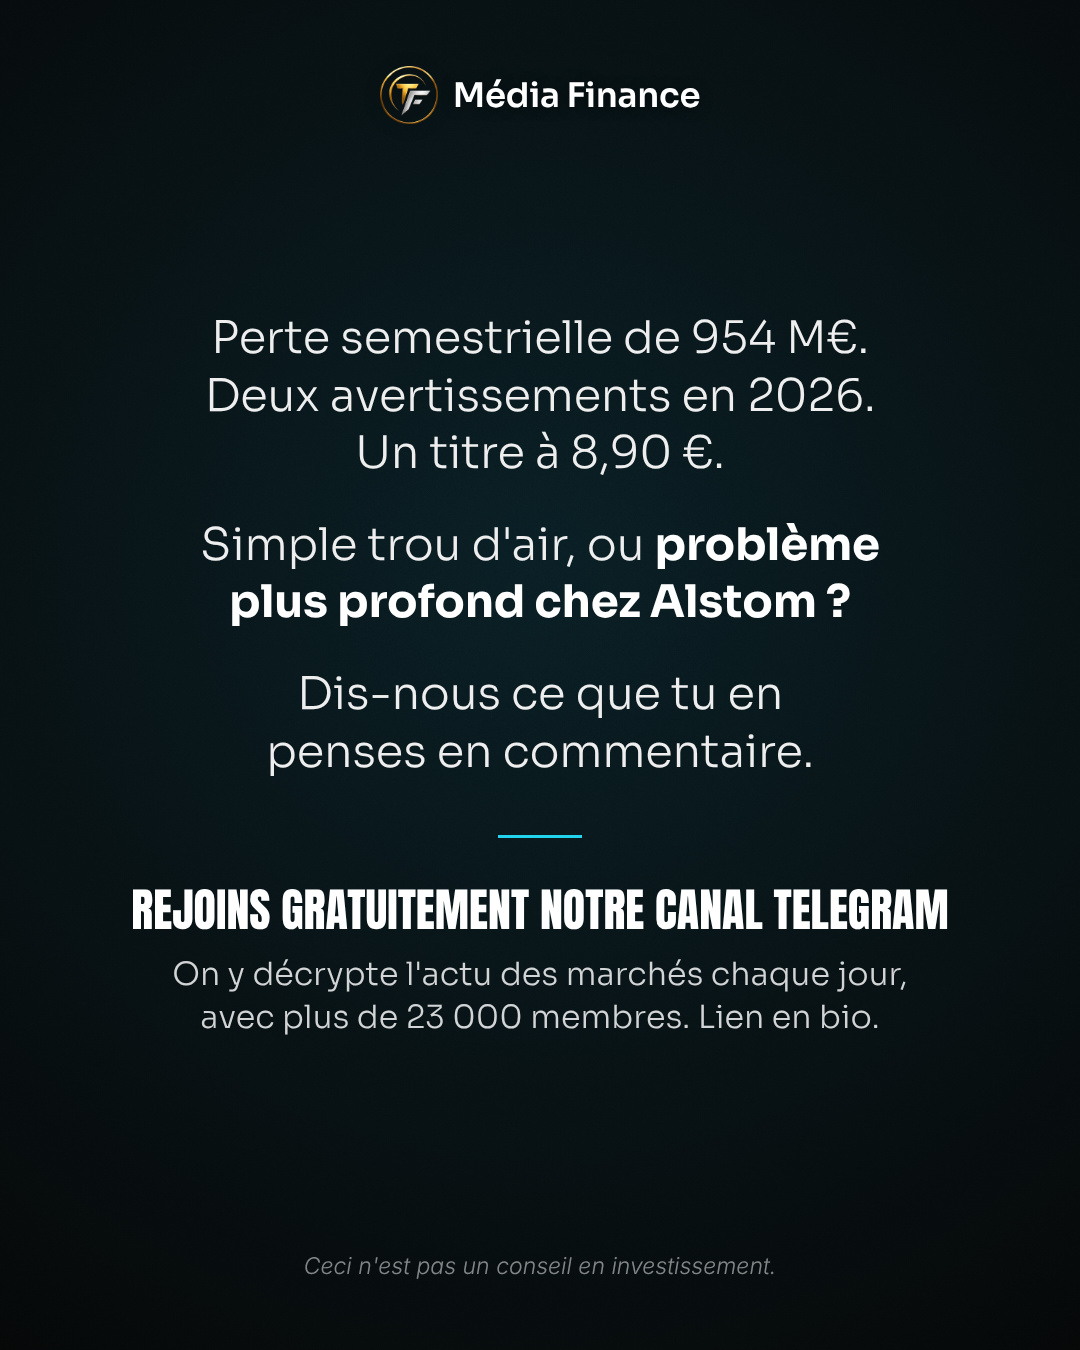 TF Média Finance
Perte semestrielle de 954 M€.
Deux avertissements en 2026.
Un titre à 8,90 €.
Simple trou d'air, ou problème
plus profond chez Alstom ?
Dis-nous ce que tu en
penses en commentaire.
REJOINS GRATUITEMENT NOTRE CANAL TELEGRAM
On y décrypte l'actu des marchés chaque jour,
avec plus de 23 000 membres. Lien en bio.
Ceci n'est pas un conseil en investissement.